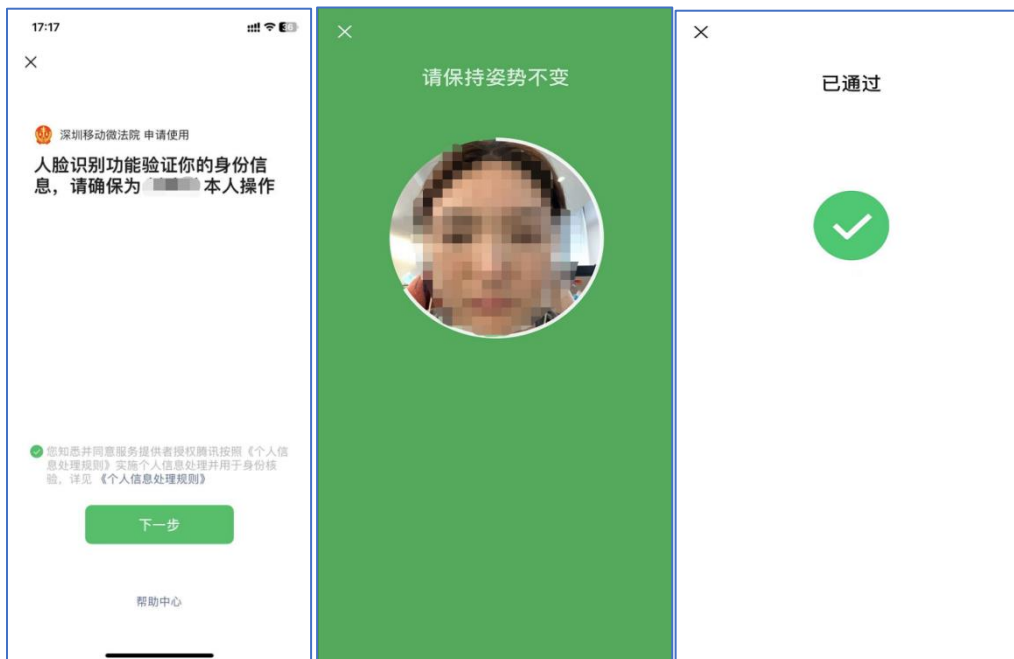 17:17
36
深圳移动微法院 申请使用
人脸识别功能验证你的身份信
息，请确保为 本人操作
您知悉并同意服务提供者授权腾讯按照《个人信
息处理规则》实施个人信息处理并用于身份核
验，详见《个人信息处理规则》
下一步
帮助中心
请保持姿势不变
已通过